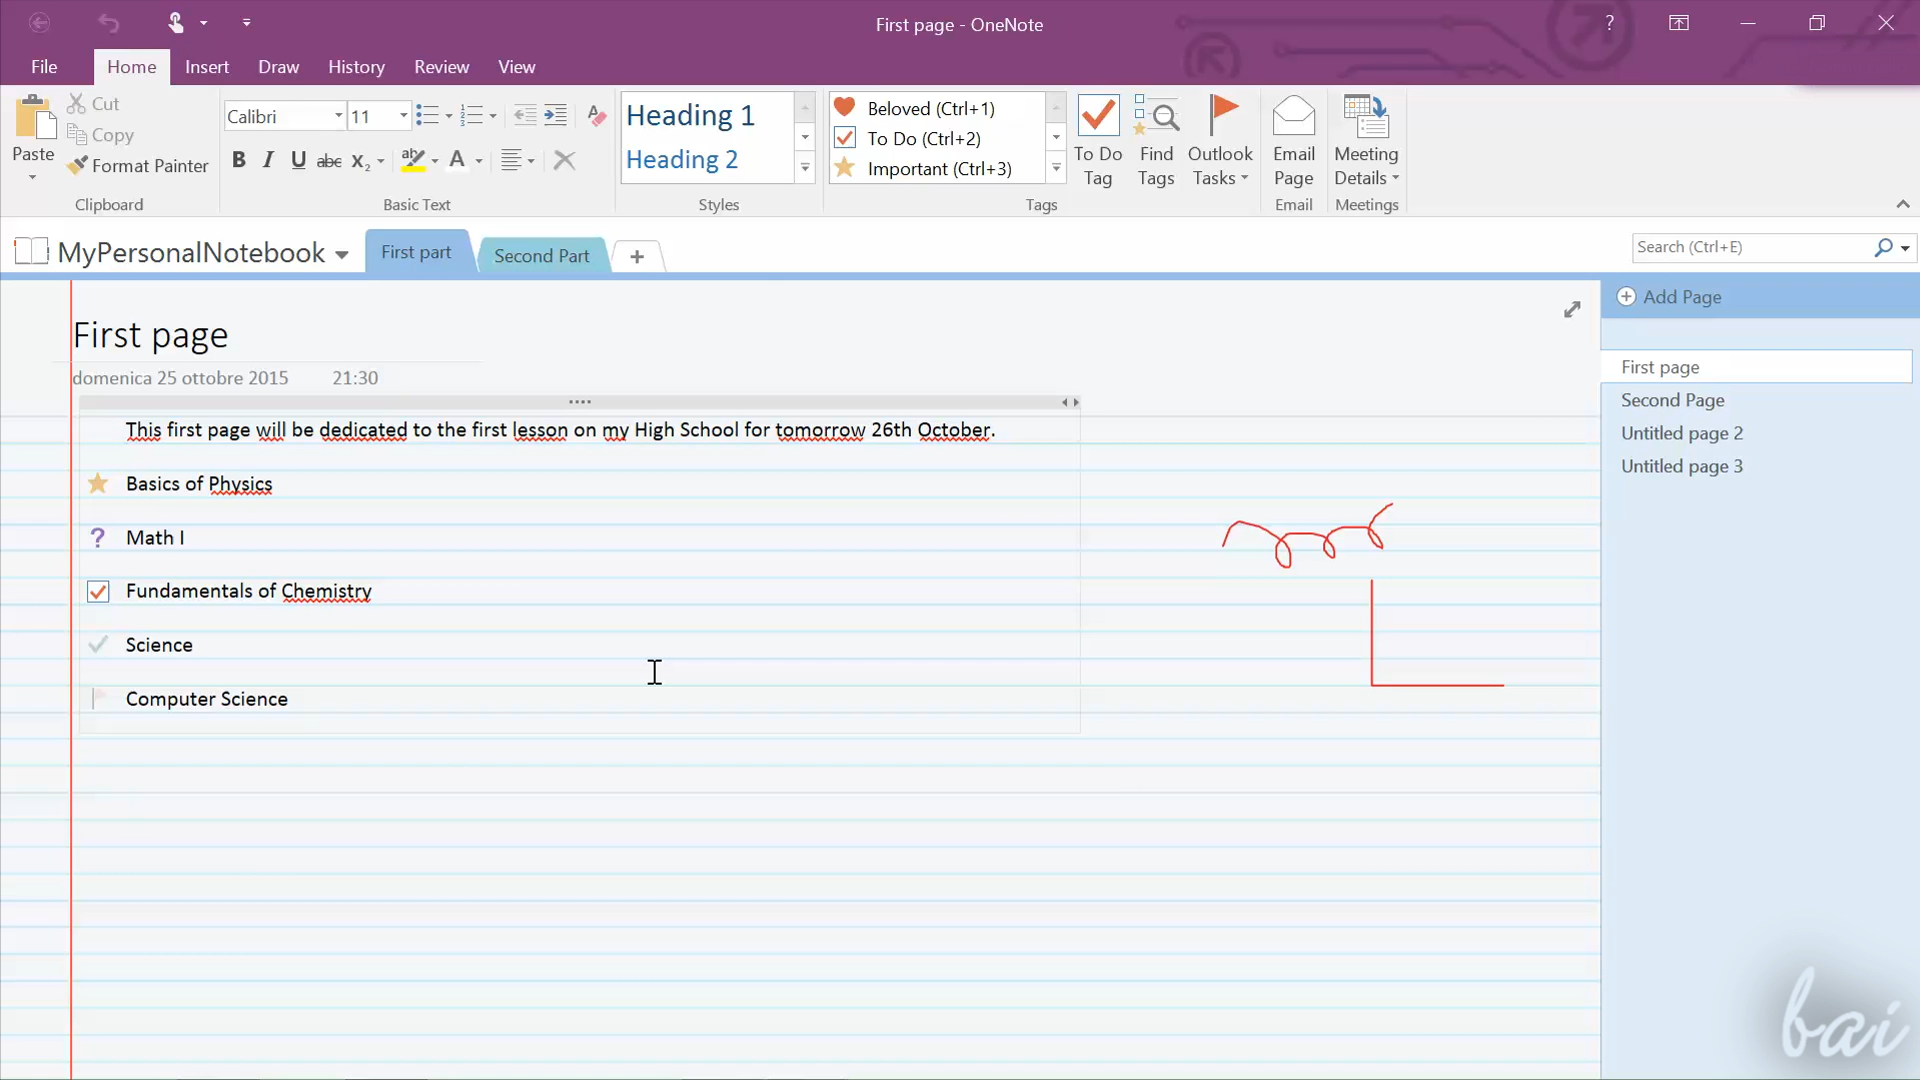 First page - OneNote
?
File Home Insert Draw History Review View
Paste
Cut
Copy
Format Painter
Clipboard
Calibri 11
B I U abc X₂ ab A A
Basic Text
Heading 1
Heading 2
Styles
Beloved (Ctrl+1)
To Do (Ctrl+2)
Important (Ctrl+3)
To Do
Tag
Find
Tags
Outlook
Tasks
Tags
Email
Page
Email
Meeting
Details
Meetings
MyPersonalNotebook First part Second Part +
Search (Ctrl+E)
Add Page
First page
Second Page
Untitled page 2
Untitled page 3
First page
domenica 25 ottobre 2015 21:30
This first page will be dedicated to the first lesson on my High School for tomorrow 26th October.
Basics of Physics
? Math I
Fundamentals of Chemistry
Science
Computer Science
bai